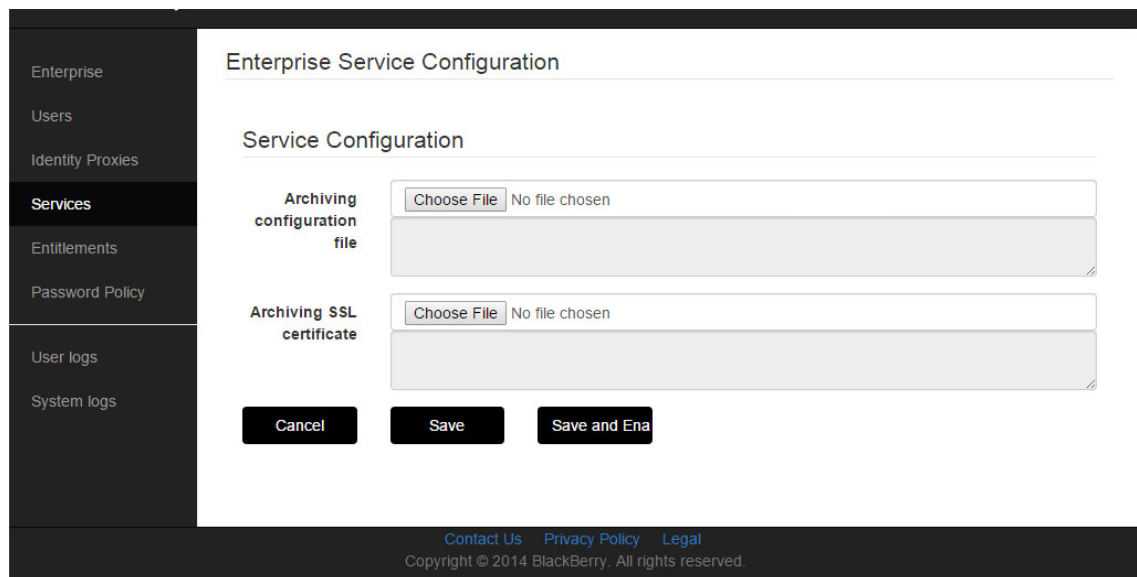 Enterprise
Users
Identity Proxies
Services
Entitlements
Password Policy
User logs
System logs
Enterprise Service Configuration
Service Configuration
Archiving
configuration
file
Choose File No file chosen
Archiving SSL
certificate
Choose File No file chosen
Cancel Save Save and Ena
Contact Us Privacy Policy Legal
Copyright © 2014 BlackBerry. All rights reserved.